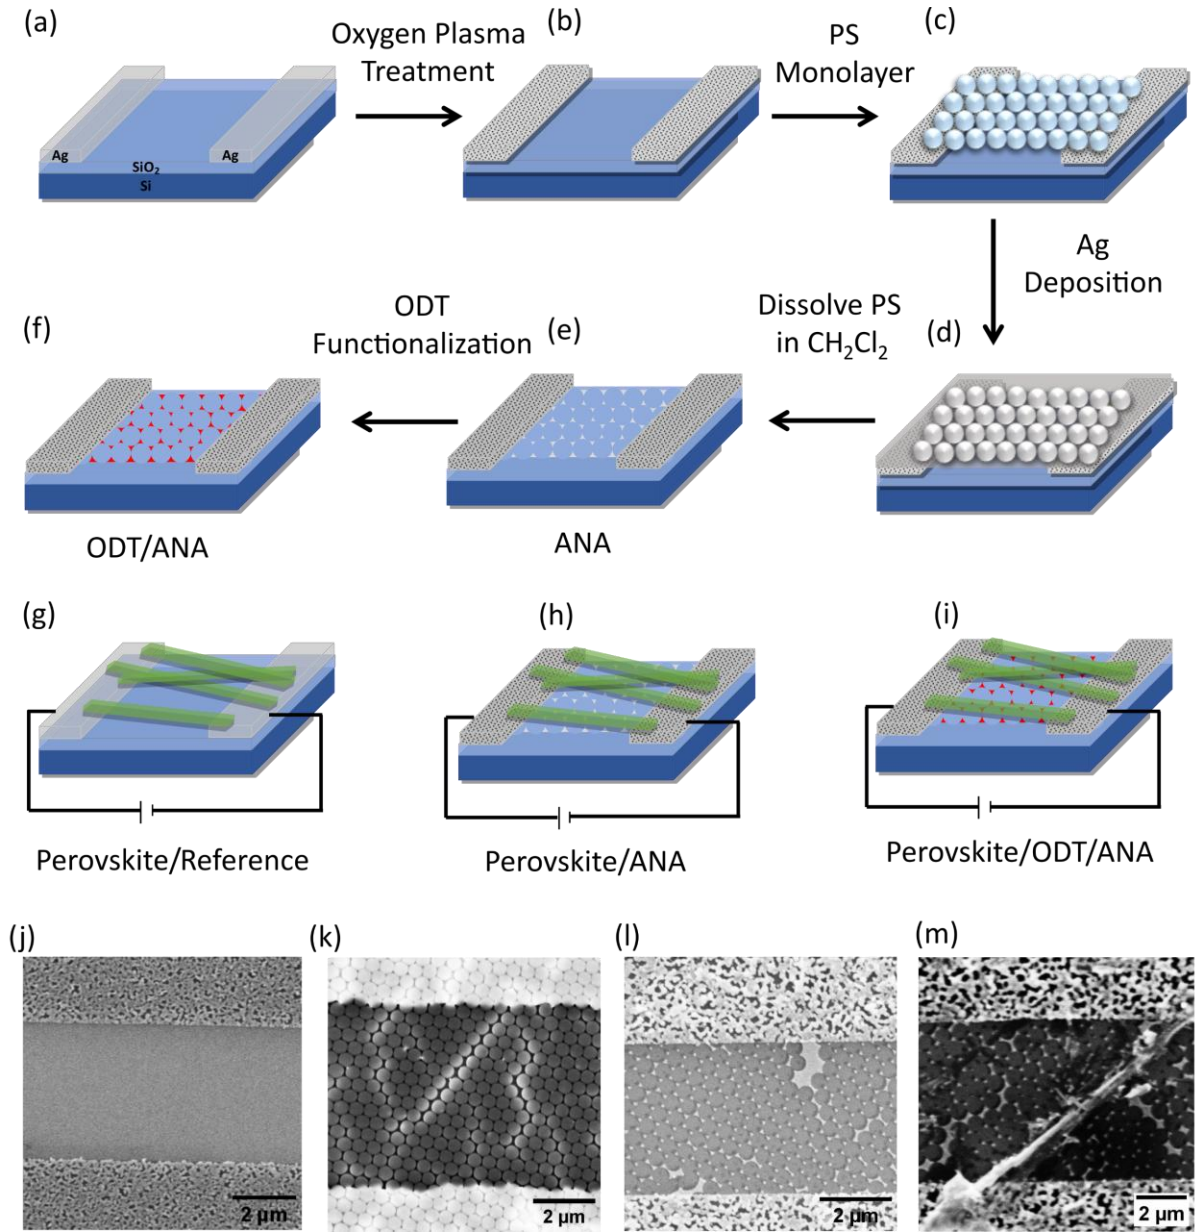 (a)
Oxygen Plasma
Treatment
(b)
PS
Monolayer
(c)
Ag
Ag
SiO₂
Si
Ag
Deposition
(f)
ODT
Functionalization
(e)
Dissolve PS
in CH₂Cl₂
(d)
ODT/ANA
ANA
(g)
(h)
(i)
Perovskite/Reference
Perovskite/ANA
Perovskite/ODT/ANA
(j)
(k)
(l)
(m)
2 µm
2 µm
2 µm
2 µm